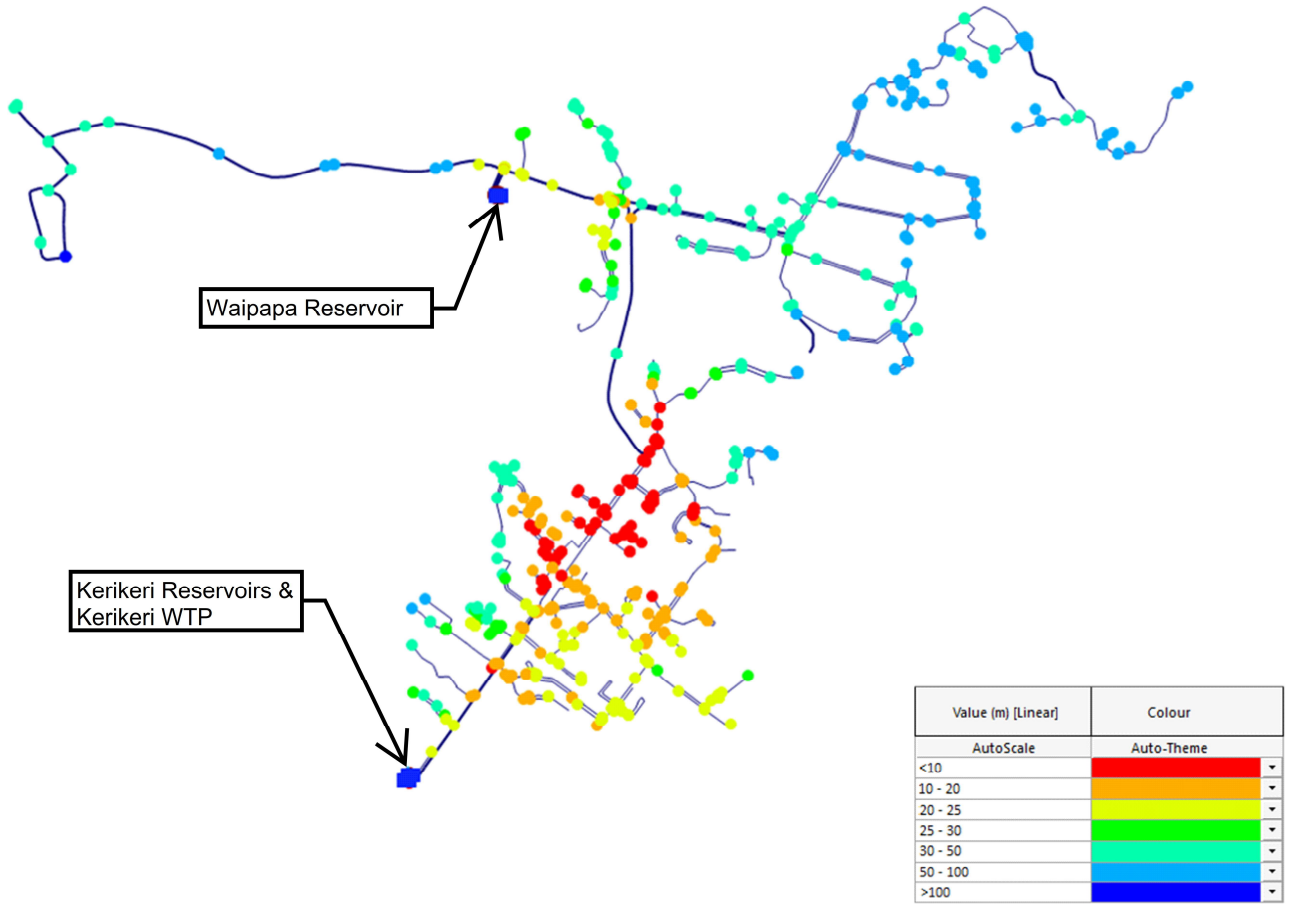 Waipapa Reservoir
Kerikeri Reservoirs &
Kerikeri WTP
Value (m) [Linear] Colour
AutoScale Auto-Theme
<10
10 - 20
20 - 25
25 - 30
30 - 50
50 - 100
>100